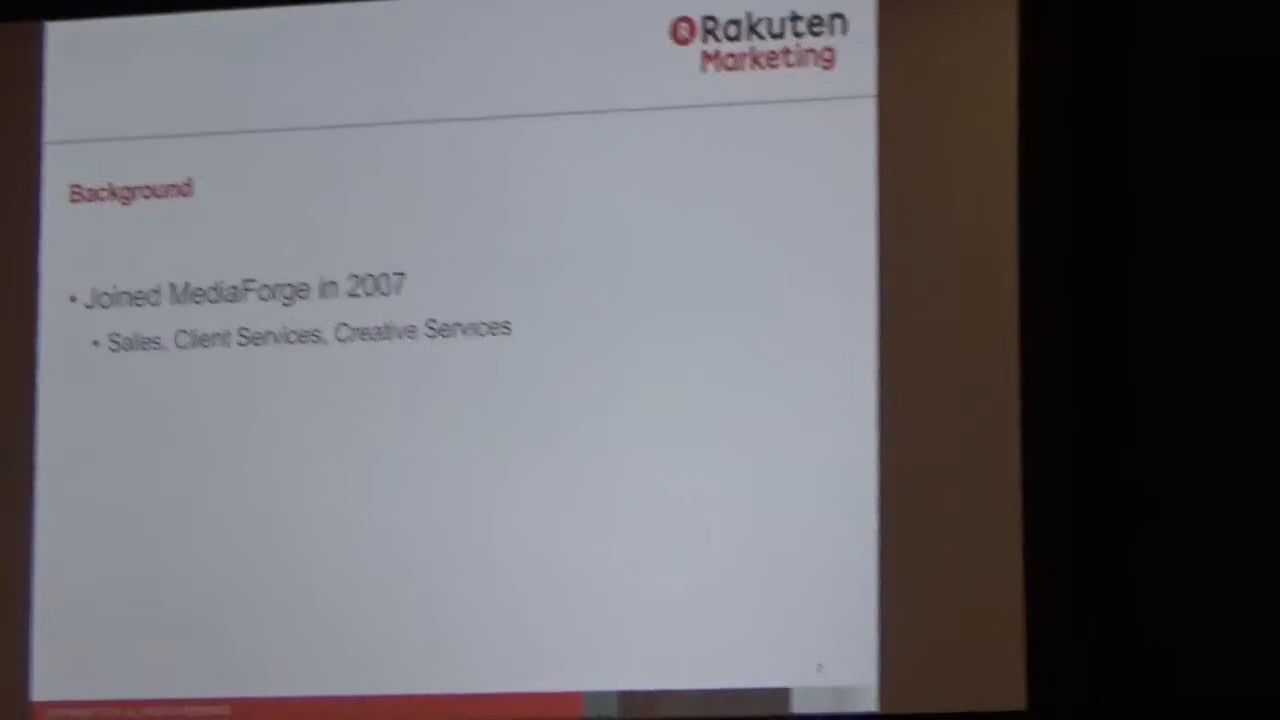 Rakuten
Marketing
Background
• Joined MediaForge in 2007
• Sales, Client Services, Creative Services